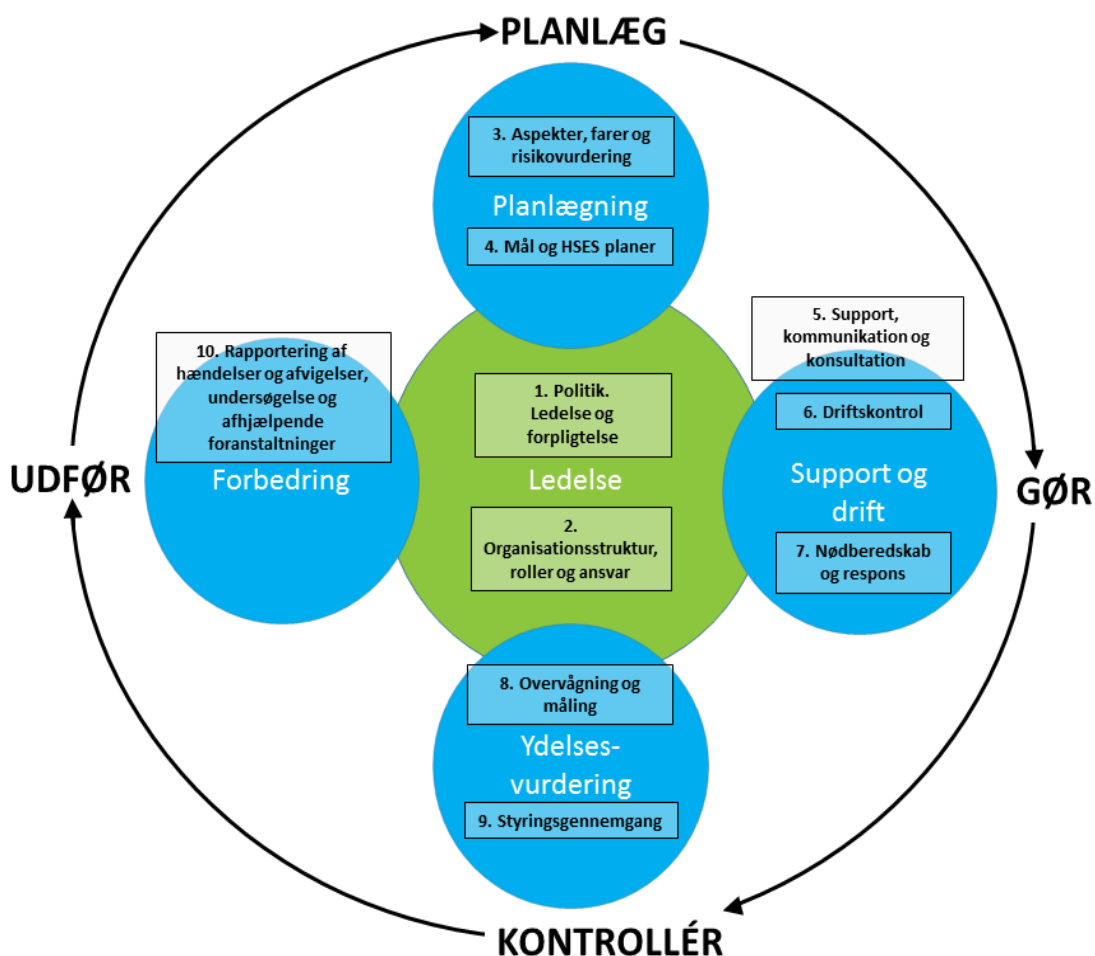 PLANLÆG
3. Aspekter, farer og
risikovurdering
Planlægning
4. Mål og HSES planer
5. Support,
kommunikation og
konsultation
6. Driftskontrol
Support og
drift
7. Nødberedskab
og respons
GØR
10. Rapportering af
hændelser og afvigelser,
undersøgelse og
afhjælpende
foranstaltninger
Forbedring
UDFØR
1. Politik.
Ledelse og
forpligtelse
Ledelse
2.
Organisationsstruktur,
roller og ansvar
8. Overvågning og
måling
Ydelses-
vurdering
9. Styringsgennemgang
KONTROLLÉR